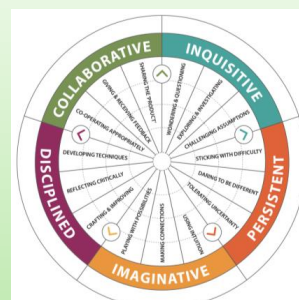 COLLABORATIVE
INQUISITIVE
PERSISTENT
IMAGINATIVE
DISCIPLINED
WONDERING & QUESTIONING
EXPLORING & INVESTIGATING
CHALLENGING ASSUMPTIONS
STICKING WITH DIFFICULTY
DARING TO BE DIFFERENT
TOLERATING UNCERTAINTY
USING INTUITION
MAKING CONNECTIONS
PLAYING WITH POSSIBILITIES
CRAFTING & IMPROVING
REFLECTING CRITICALLY
DEVELOPING TECHNIQUES
CO-OPERATING APPROPRIATELY
GIVING & RECEIVING FEEDBACK
SHARING THE 'PRODUCT'